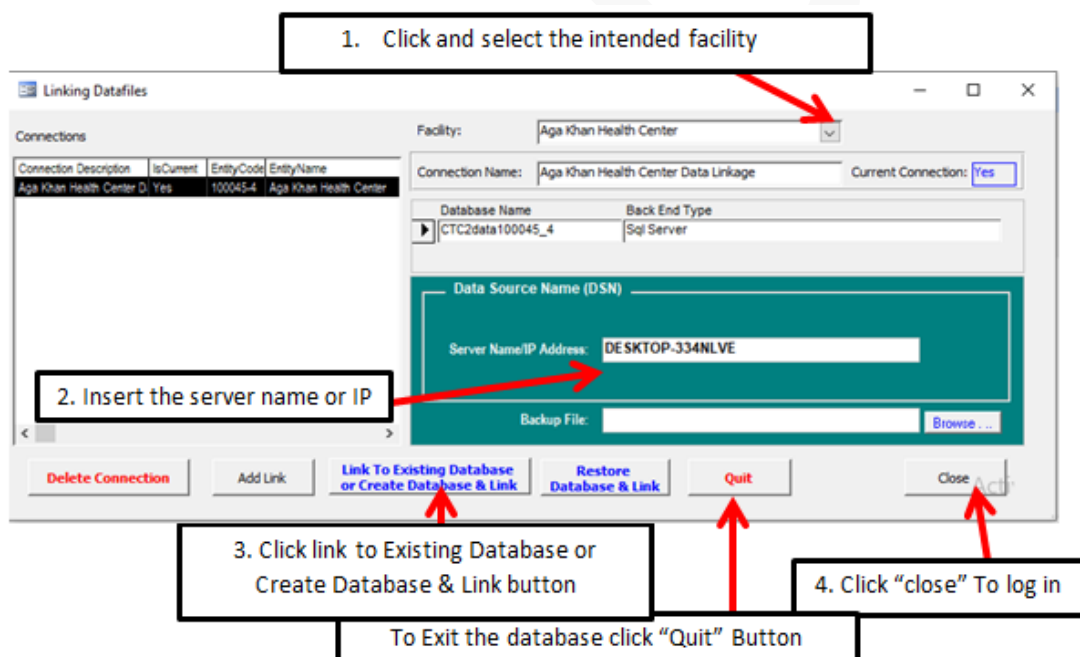 1. Click and select the intended facility
Linking Datafiles
Connections
Facility: Aga Khan Health Center
Connection Description IsCurrent EntityCode EntityName
Aga Khan Health Center D Yes 100045-4 Aga Khan Health Center
Connection Name: Aga Khan Health Center Data Linkage Current Connection: Yes
Database Name Back End Type
CTC2data100045_4 Sql Server
Data Source Name (DSN)
Server Name/IP Address: DESKTOP-334NLVE
2. Insert the server name or IP
Backup File: Browse . ..
Delete Connection
Add Link
Link To Existing Database
or Create Database & Link
Restore
Database & Link
Quit
Close
Acti
3. Click link to Existing Database or
Create Database & Link button
4. Click “close” To log in
To Exit the database click “Quit” Button